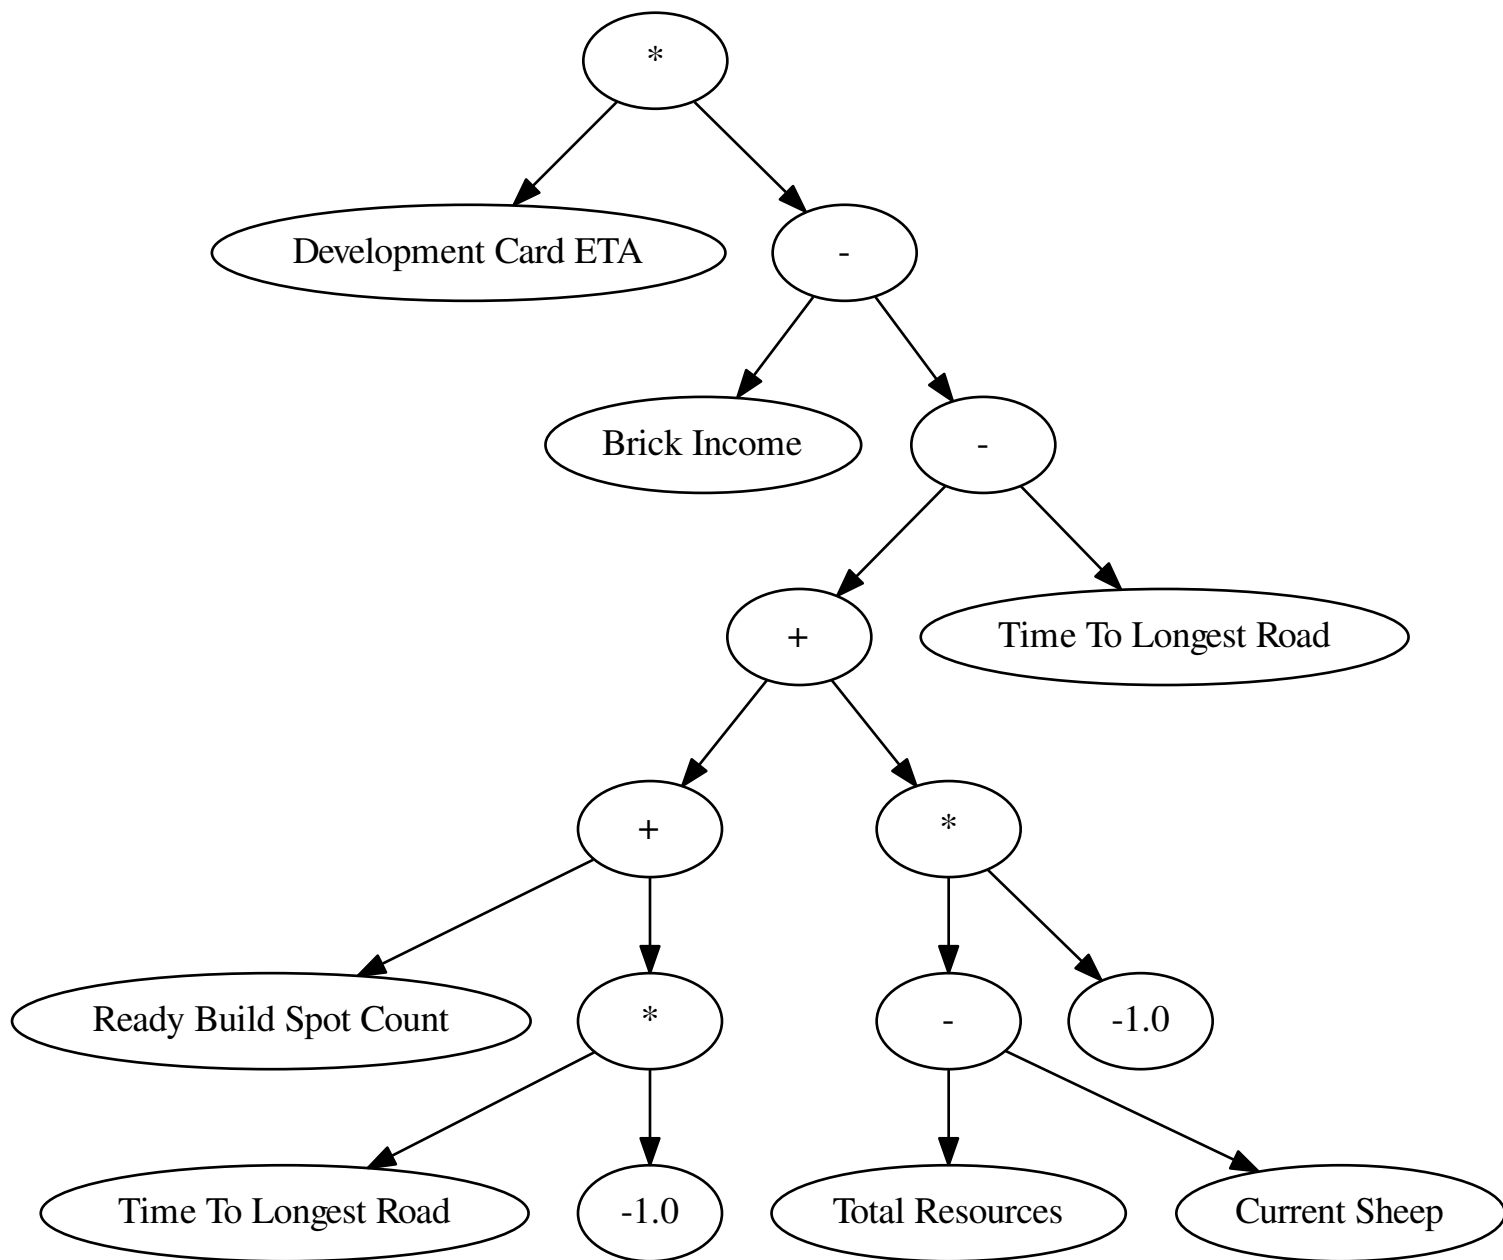 *
Development Card ETA
-
Brick Income
-
+
Time To Longest Road
+
*
Ready Build Spot Count
*
-
-1.0
Time To Longest Road
-1.0
Total Resources
Current Sheep